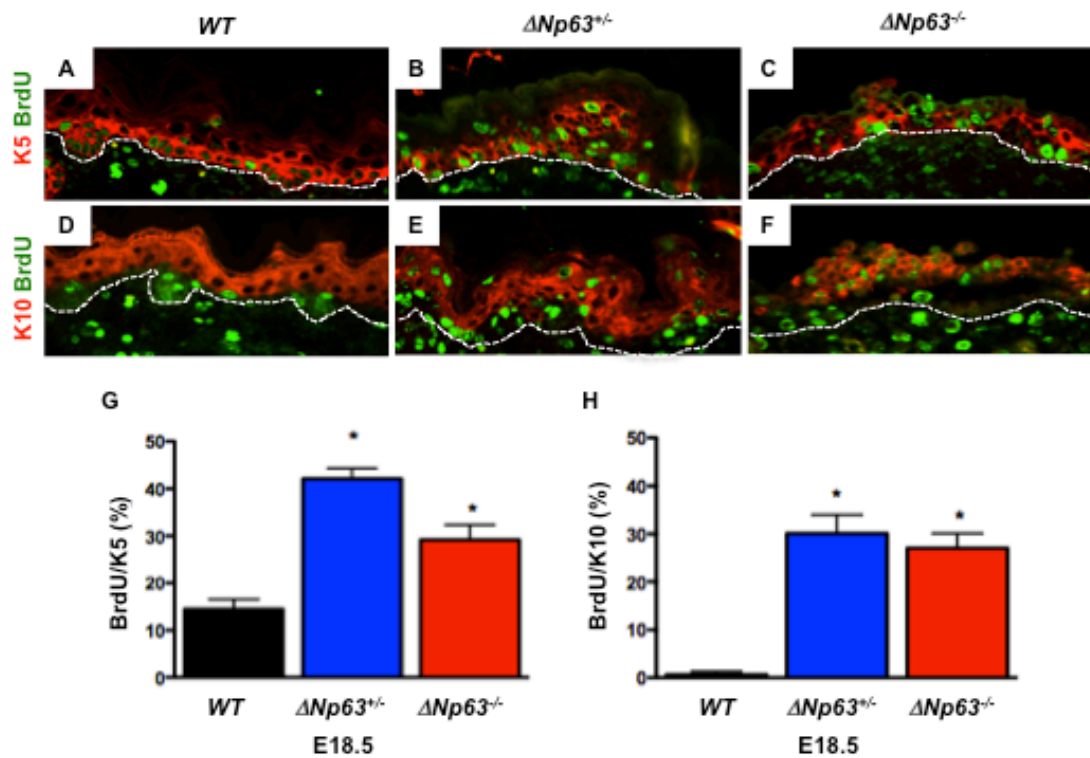 WT ΔNp63+/- ΔNp63-/-
K5 BrdU
A B C
K10 BrdU
D E F
G
BrdU/K5 (%)
50
40
30
20
10
0
* *
WT ΔNp63+/- ΔNp63-/-
E18.5
H
BrdU/K10 (%)
50
40
30
20
10
0
* *
WT ΔNp63+/- ΔNp63-/-
E18.5